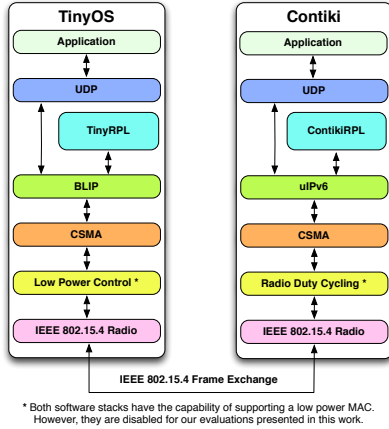 TinyOS
Application
UDP
TinyRPL
BLIP
CSMA
Low Power Control *
IEEE 802.15.4 Radio
Contiki
Application
UDP
ContikiRPL
uIPv6
CSMA
Radio Duty Cycling *
IEEE 802.15.4 Radio
IEEE 802.15.4 Frame Exchange
* Both software stacks have the capability of supporting a low power MAC.
However, they are disabled for our evaluations presented in this work.